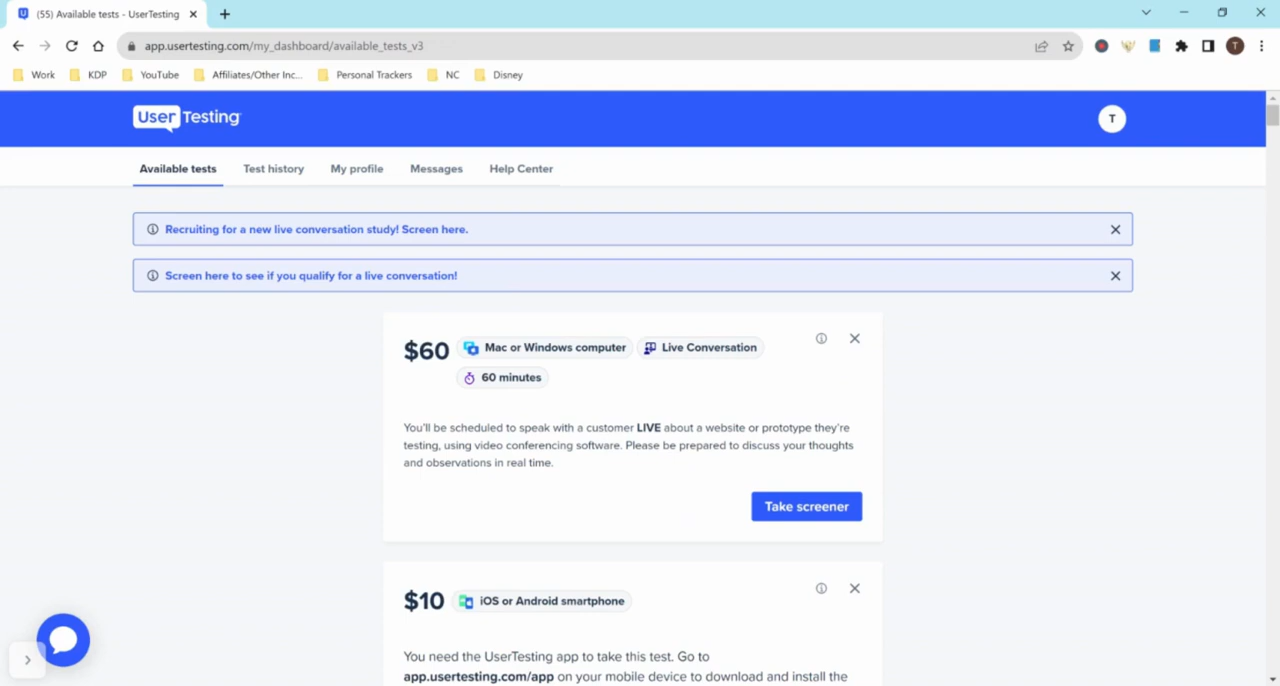 (55) Available tests - UserTesting
app.usertesting.com/my_dashboard/available_tests_v3
T
Work KDP YouTube Affiliates/Other Inc... Personal Trackers NC Disney
UserTesting
T
Available tests Test history My profile Messages Help Center
Recruiting for a new live conversation study! Screen here.
Screen here to see if you qualify for a live conversation!
$60 Mac or Windows computer Live Conversation
60 minutes
You'll be scheduled to speak with a customer LIVE about a website or prototype they're
testing, using video conferencing software. Please be prepared to discuss your thoughts
and observations in real time.
Take screener
$10 iOS or Android smartphone
You need the UserTesting app to take this test. Go to
app.usertesting.com/app on your mobile device to download and install the